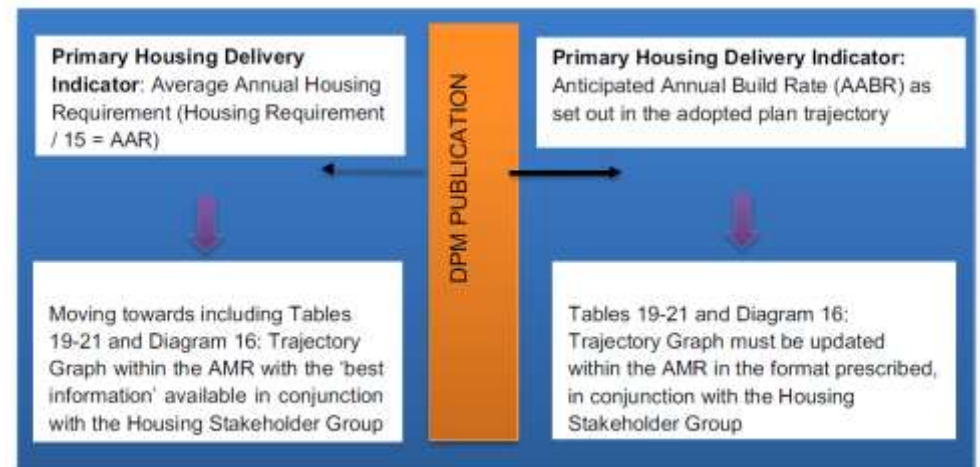 Primary Housing Delivery
Indicator: Average Annual Housing
Requirement (Housing Requirement
/ 15 = AAR)
Moving towards including Tables
19-21 and Diagram 16: Trajectory
Graph within the AMR with the ‘best
information’ available in conjunction
with the Housing Stakeholder Group
DPM PUBLICATION
Primary Housing Delivery Indicator:
Anticipated Annual Build Rate (AABR) as
set out in the adopted plan trajectory
Tables 19-21 and Diagram 16:
Trajectory Graph must be updated
within the AMR in the format prescribed,
in conjunction with the Housing
Stakeholder Group